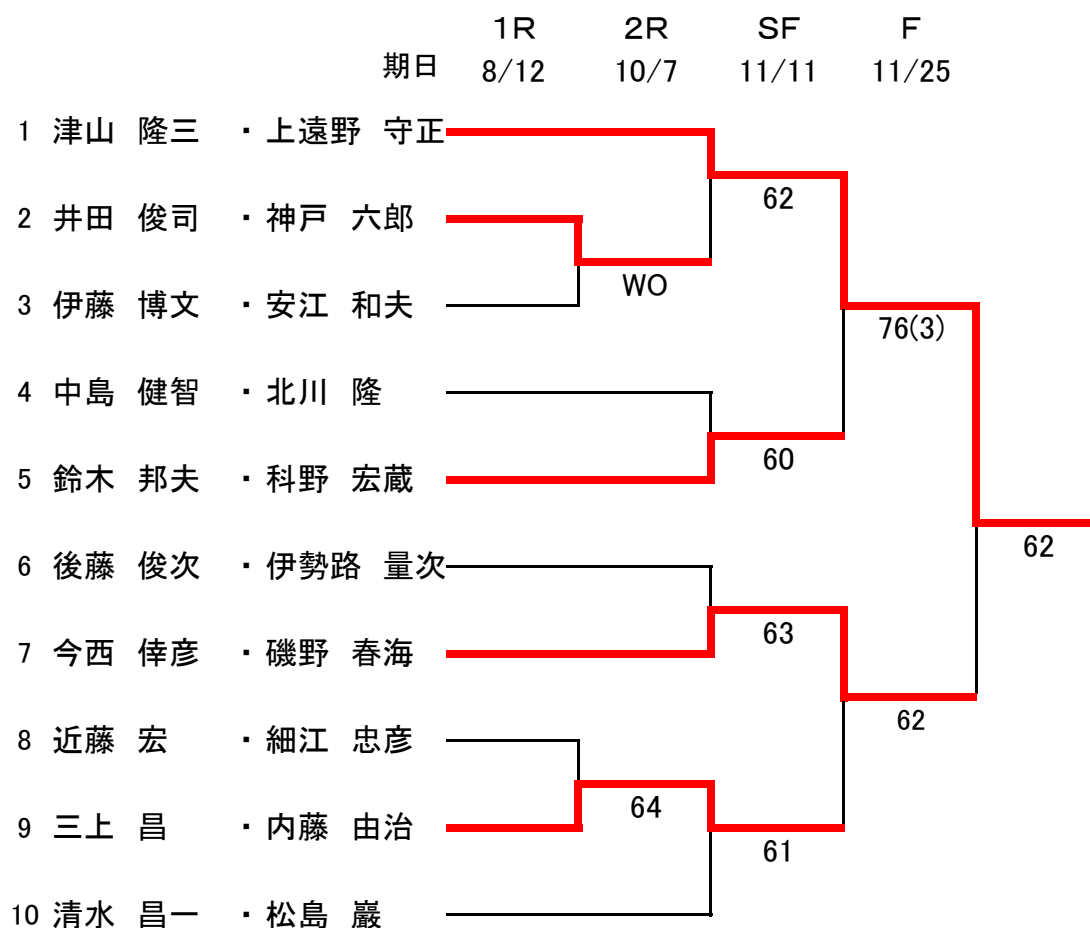 1R 2R SF F
期日 8/12 10/7 11/11 11/25
1 津山 隆三 ・上遠野 守正
62
2 井田 俊司 ・神戸 六郎
WO
3 伊藤 博文 ・安江 和夫
76(3)
4 中島 健智 ・北川 隆
60
5 鈴木 邦夫 ・科野 宏蔵
62
6 後藤 俊次 ・伊勢路 量次
63
7 今西 倖彦 ・磯野 春海
62
8 近藤 宏 ・細江 忠彦
64
9 三上 昌 ・内藤 由治
61
10 清水 昌一 ・松島 巖